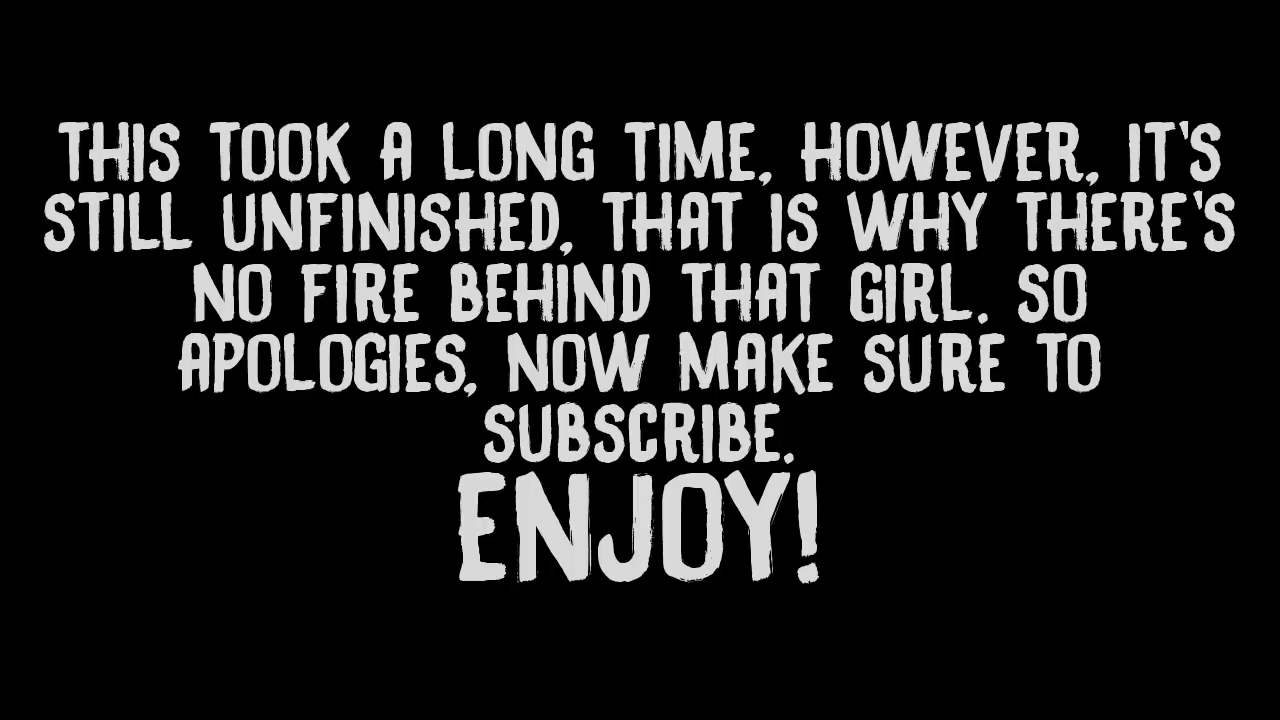 THIS TOOK A LONG TIME, HOWEVER, IT'S
STILL UNFINISHED, THAT IS WHY THERE'S
NO FIRE BEHIND THAT GIRL. SO
APOLOGIES, NOW MAKE SURE TO
SUBSCRIBE.
ENJOY!